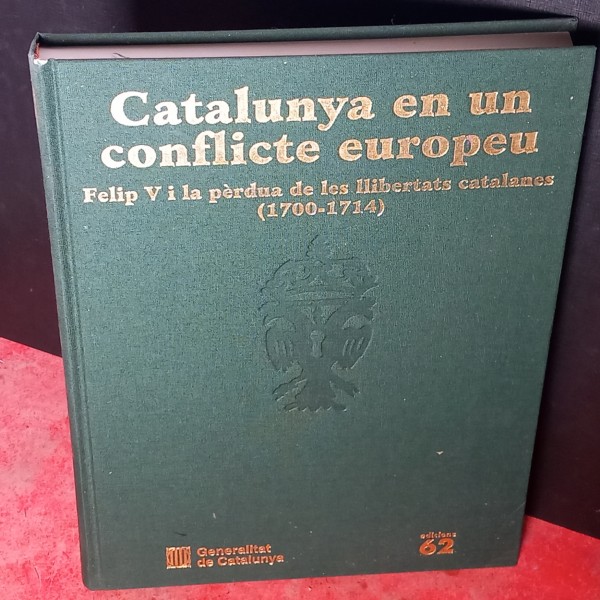 Catalunya en un
conflicte europeu
Felip V i la pèrdua de les llibertats catalanes
(1700-1714)
Generalitat
de Catalunya
edicions
62